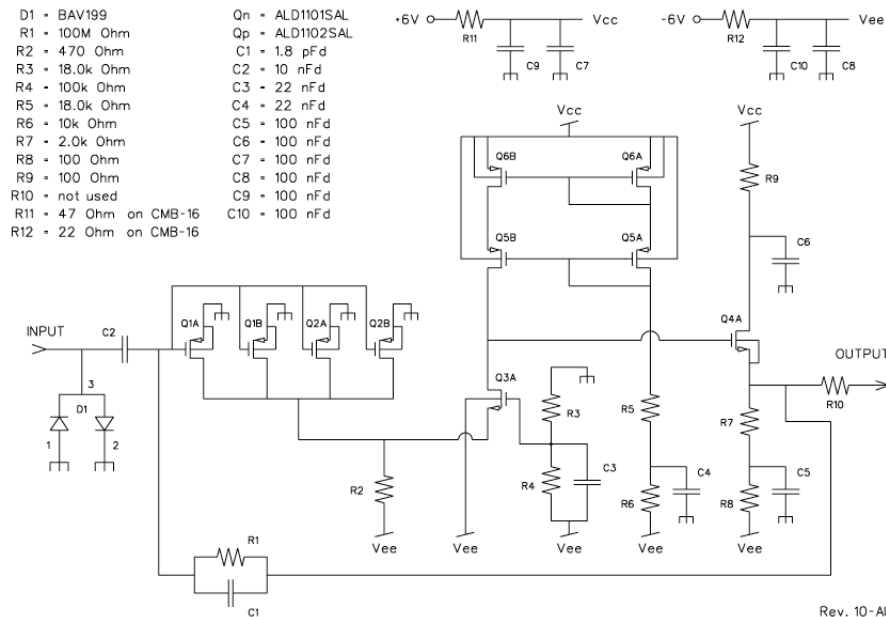 D1 = BAV199
R1 = 100M Ohm
R2 = 470 Ohm
R3 = 18.0k Ohm
R4 = 100k Ohm
R5 = 18.0k Ohm
R6 = 10k Ohm
R7 = 2.0k Ohm
R8 = 100 Ohm
R9 = 100 Ohm
R10 = not used
R11 = 47 Ohm on CMB-16
R12 = 22 Ohm on CMB-16
Qn = ALD1101SAL
Qp = ALD1102SAL
C1 = 1.8 pFd
C2 = 10 nFd
C3 = 22 nFd
C4 = 22 nFd
C5 = 100 nFd
C6 = 100 nFd
C7 = 100 nFd
C8 = 100 nFd
C9 = 100 nFd
C10 = 100 nFd
+6V
R11
Vcc
C9
C7
-6V
R12
Vee
C10
C8
Vcc
Vcc
Q6B
Q6A
R9
Q5B
Q5A
C6
Q1A
Q1B
Q2A
Q2B
Q4A
INPUT
C2
OUTPUT
3
D1
1
2
Q3A
R3
R5
R7
R10
R2
R4
C3
R6
C4
R8
C5
Vee
Vee
Vee
Vee
Vee
R1
C1
Rev. 10-A